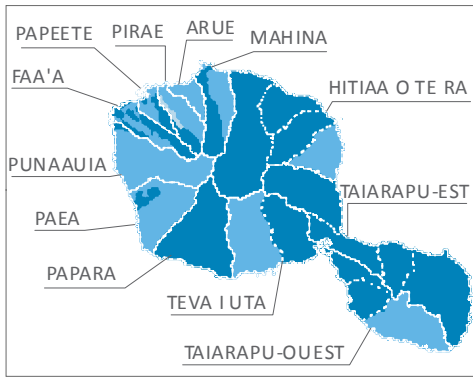 PAPEETE
PIRAE
ARUE
MAHINA
FAA'A
HITIAA O TE RA
PUNAAUIA
TAIARAPU-EST
PAEA
PAPARA
TEVA I UTA
TAIARAPU-OUEST